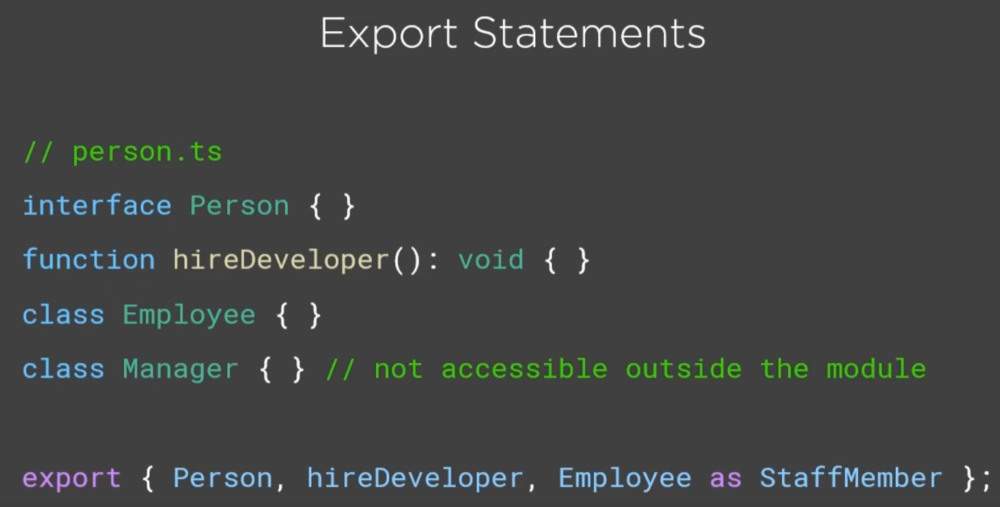 Export Statements
// person.ts
interface Person { }
function hireDeveloper(): void { }
class Employee { }
class Manager { } // not accessible outside the module
export { Person, hireDeveloper, Employee as StaffMember };